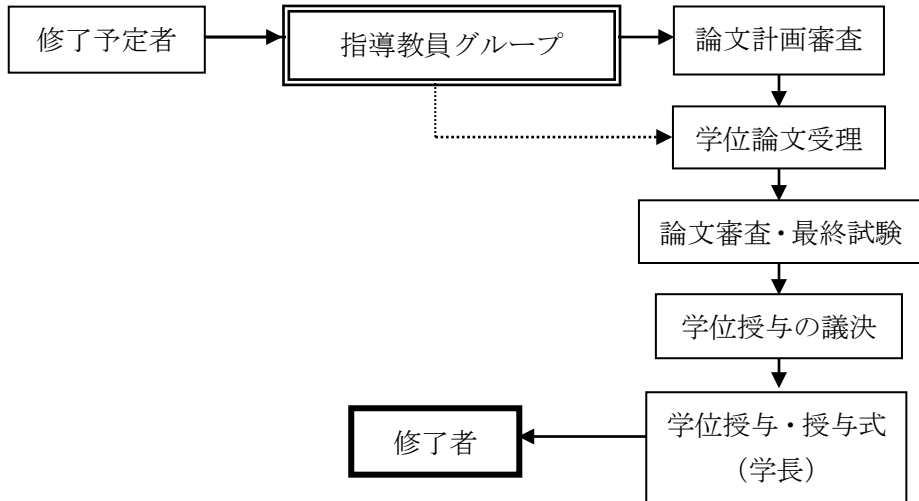 修了予定者
指導教員グループ
論文計画審査
学位論文受理
論文審査・最終試験
学位授与の議決
学位授与・授与式
（学長）
修了者